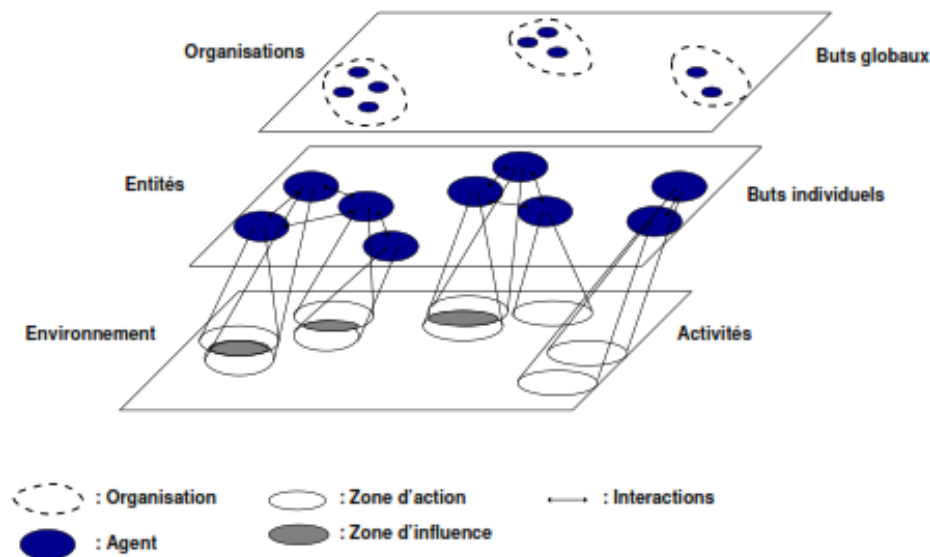 Organisations
Buts globaux
Entités
Buts individuels
Environnement
Activités
: Organisation
: Zone d'action
: Interactions
: Agent
: Zone d'influence